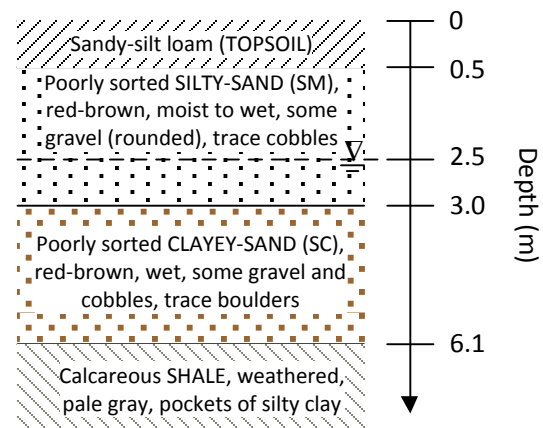 Sandy-silt loam (TOPSOIL)
Poorly sorted SILTY-SAND (SM),
red-brown, moist to wet, some
gravel (rounded), trace cobbles
Poorly sorted CLAYEY-SAND (SC),
red-brown, wet, some gravel and
cobbles, trace boulders
Calcareous SHALE, weathered,
pale gray, pockets of silty clay
0
0.5
2.5
3.0
6.1
Depth (m)